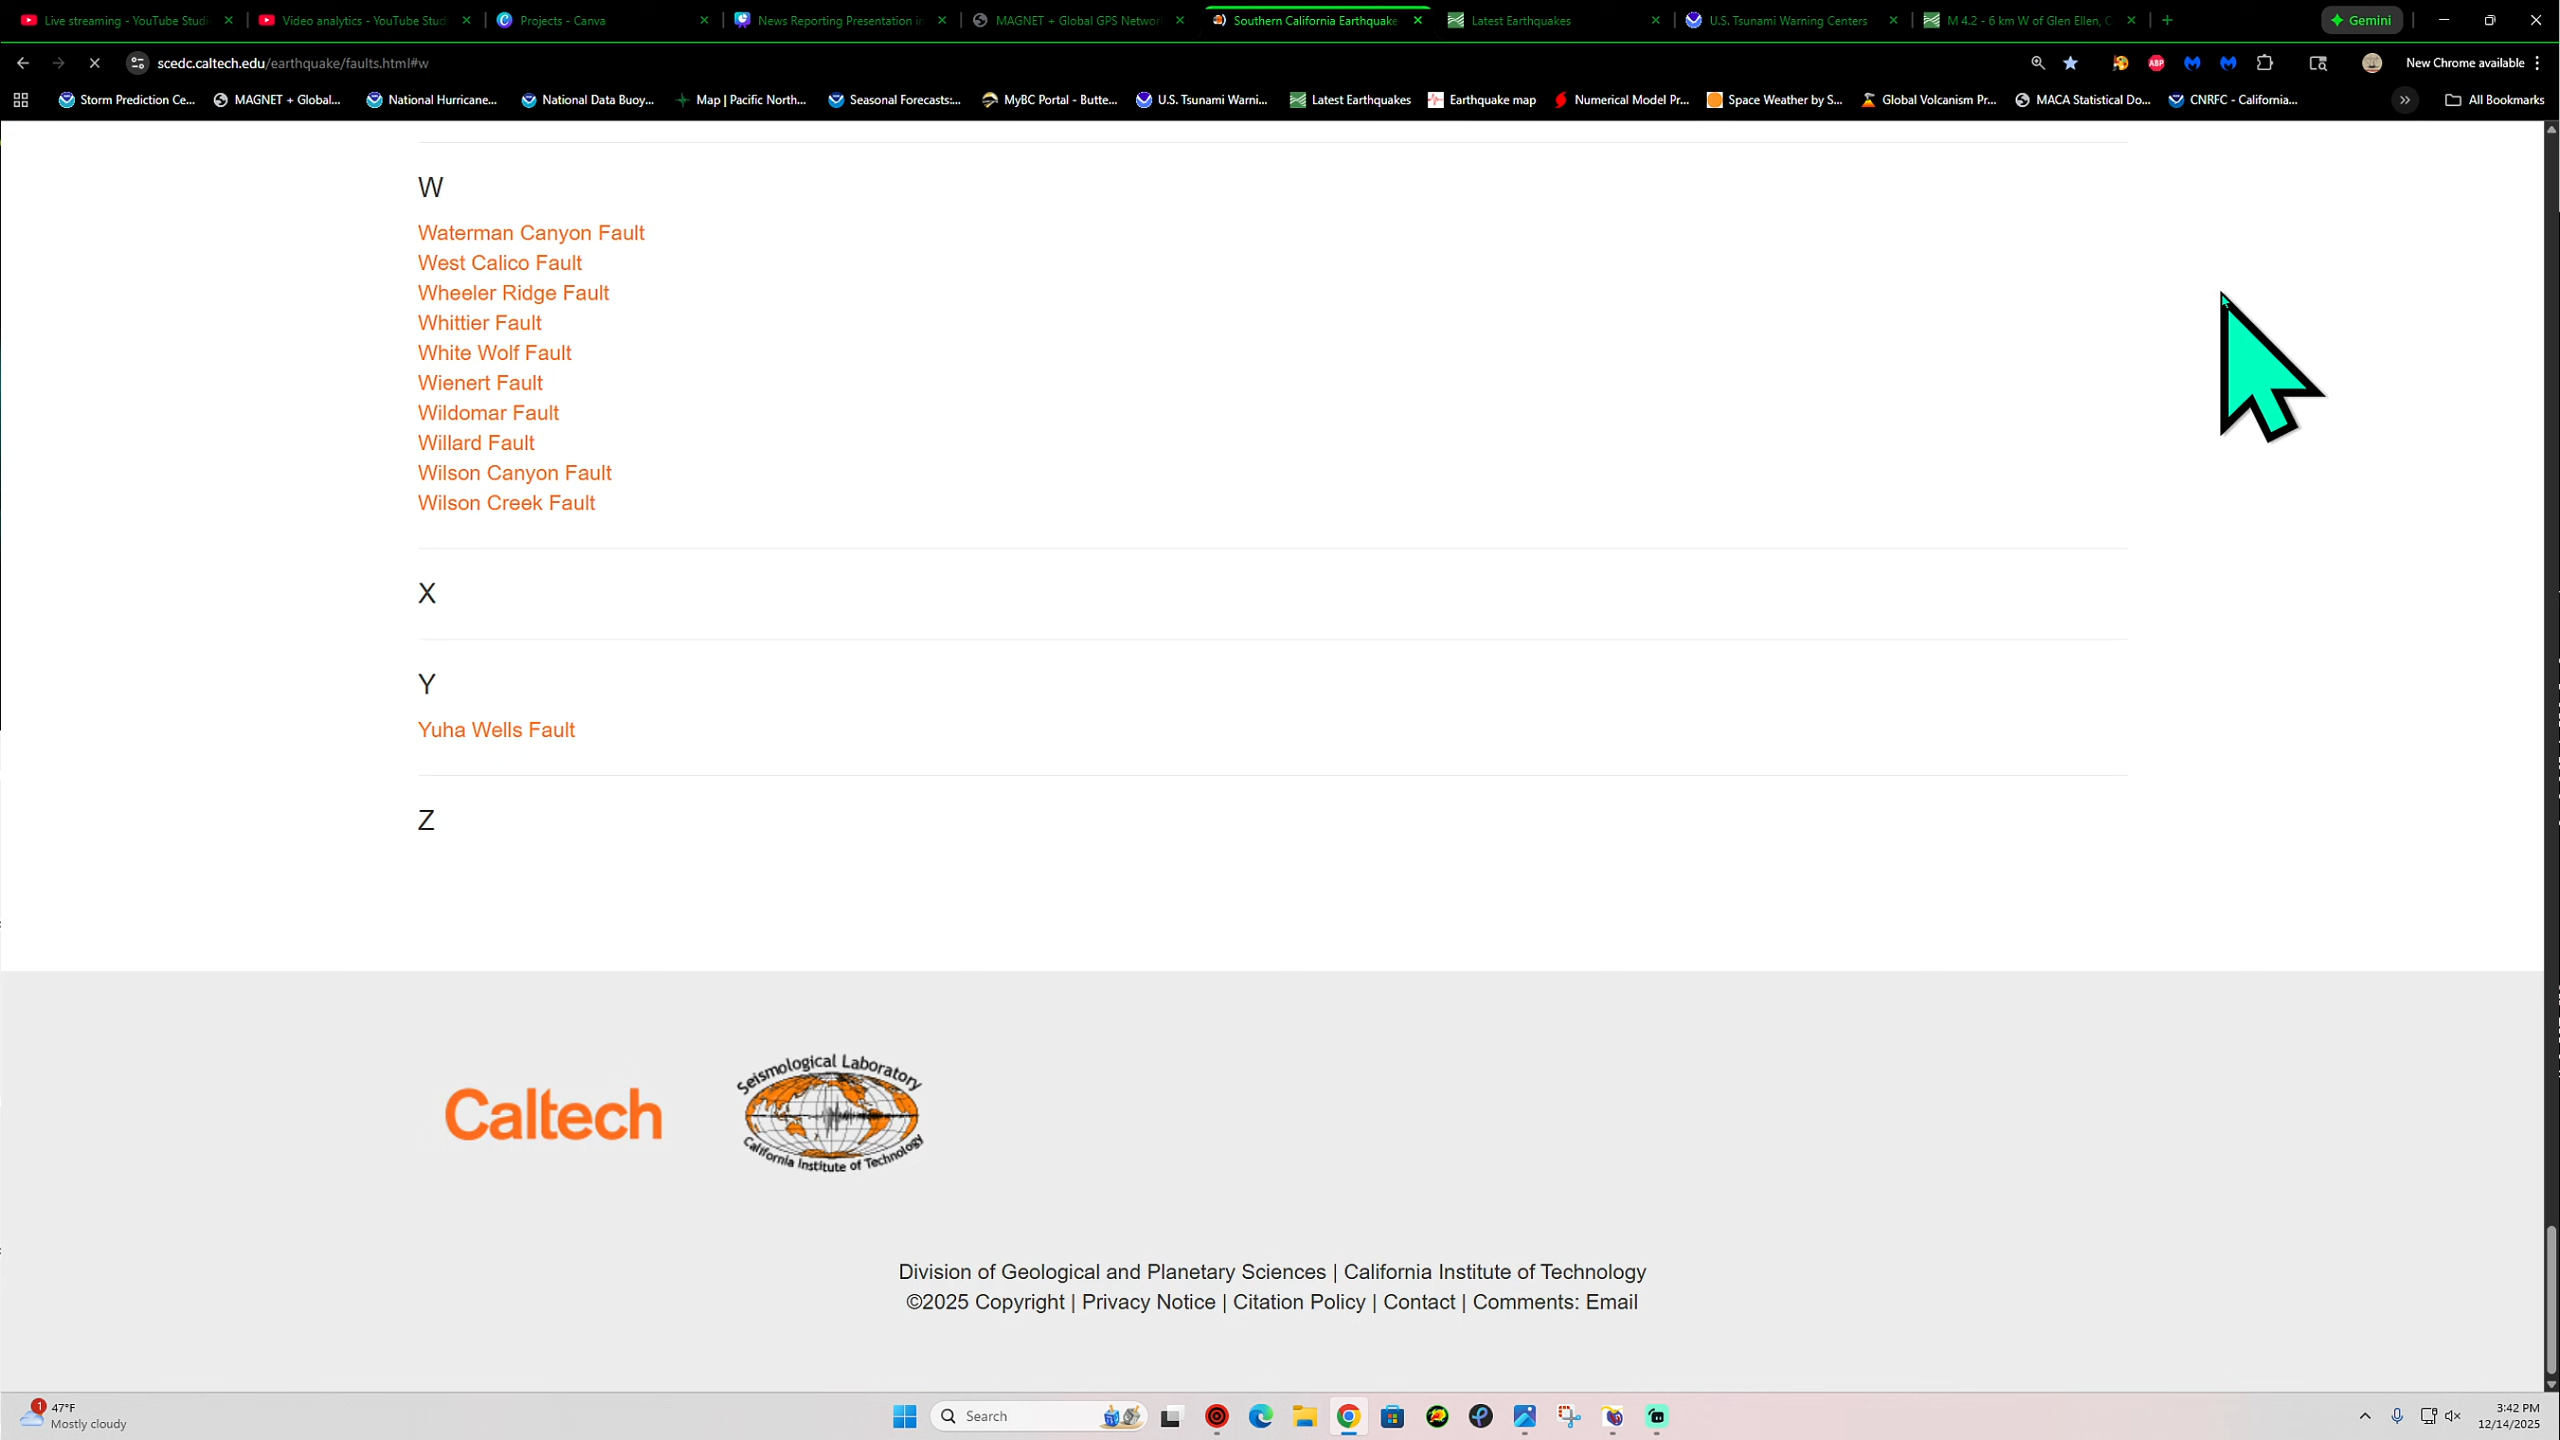 Live streaming - YouTube Studi
Video analytics - YouTube Stud
Projects - Canva
News Reporting Presentation in
MAGNET + Global GPS Network
Southern California Earthquake
Latest Earthquakes
U.S. Tsunami Warning Centers
M 4.2 - 6 km W of Glen Ellen, C
Gemini
scedc.caltech.edu/earthquake/faults.html#w
ABP
New Chrome available
Storm Prediction Ce...
MAGNET + Global...
National Hurricane...
National Data Buoy...
Map | Pacific North...
Seasonal Forecasts:...
MyBC Portal - Butte...
U.S. Tsunami Warni...
Latest Earthquakes
Earthquake map
Numerical Model Pr...
Space Weather by S...
Global Volcanism Pr...
MACA Statistical Do...
CNRFC - California...
All Bookmarks
W
Waterman Canyon Fault
West Calico Fault
Wheeler Ridge Fault
Whittier Fault
White Wolf Fault
Wienert Fault
Wildomar Fault
Willard Fault
Wilson Canyon Fault
Wilson Creek Fault
X
Y
Yuha Wells Fault
Z
Caltech
Seismological Laboratory
California Institute of Technology
Division of Geological and Planetary Sciences | California Institute of Technology
©2025 Copyright | Privacy Notice | Citation Policy | Contact | Comments: Email
1
47°F
Mostly cloudy
Search
3:42 PM
12/14/2025